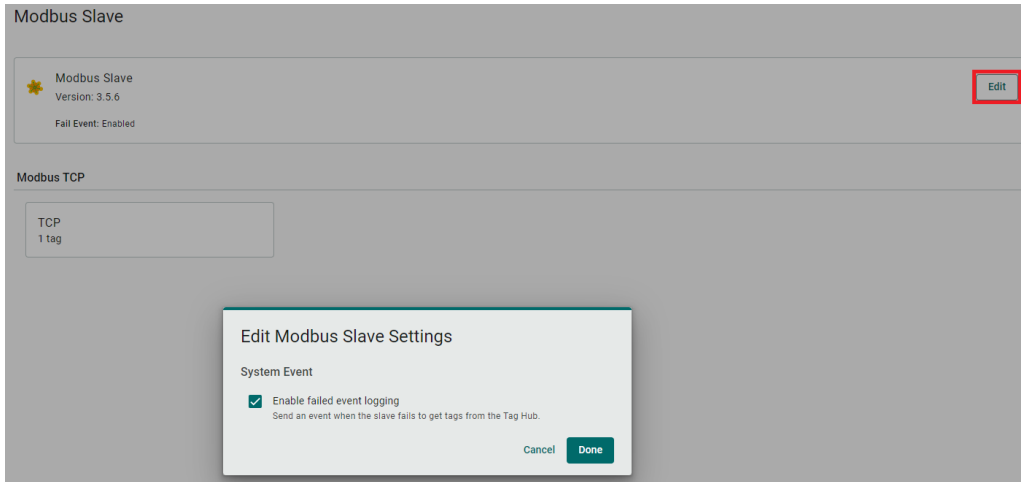 Modbus Slave
Modbus Slave
Version: 3.5.6
Edit
Fail Event: Enabled
Modbus TCP
TCP
1 tag
Edit Modbus Slave Settings
System Event
Enable failed event logging
Send an event when the slave fails to get tags from the Tag Hub.
Cancel Done